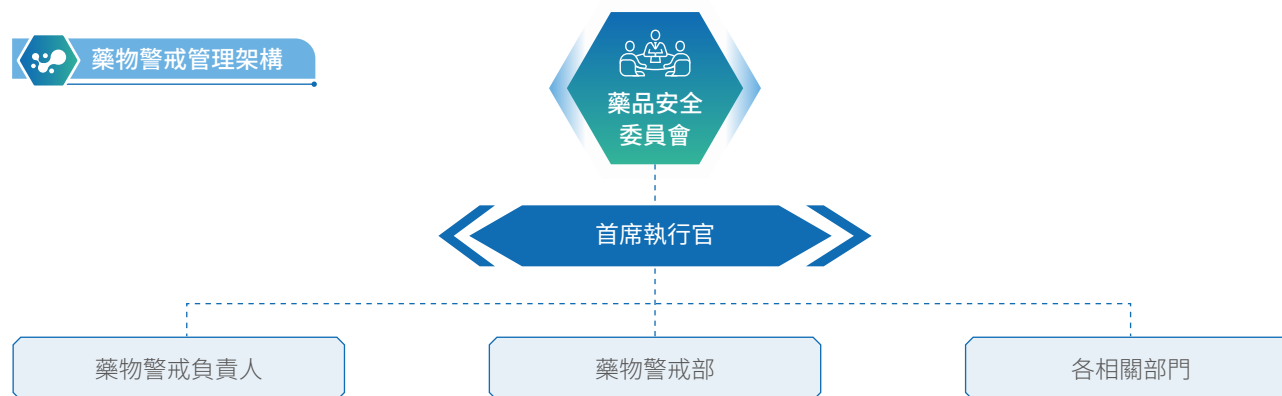 藥物警戒管理架構
藥品安全
委員會
首席執行官
藥物警戒負責人
藥物警戒部
各相關部門